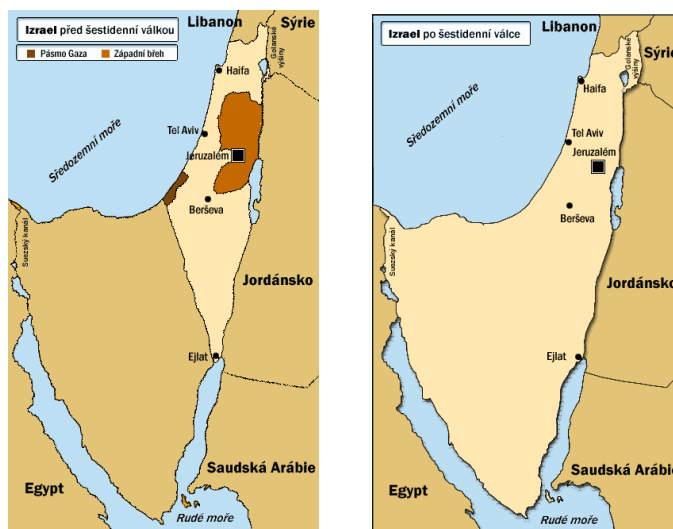 Izrael před šestidenní válkou
Pásmo Gaza
Západní břeh
Libanon
Sýrie
Golanské
výšiny
Haifa
Sředozemní moře
Tel Aviv
Jeruzalém
Berševa
Suezský kanál
Jordánsko
Ejlat
Saudská Arábie
Egypt
Rudé moře
Izrael po šestidenní válce
Libanon
Sýrie
Golanské
výšiny
Haifa
Sředozemní moře
Tel Aviv
Jeruzalém
Berševa
Suezský kanál
Jordánsko
Ejlat
Saudská Arábie
Egypt
Rudé moře